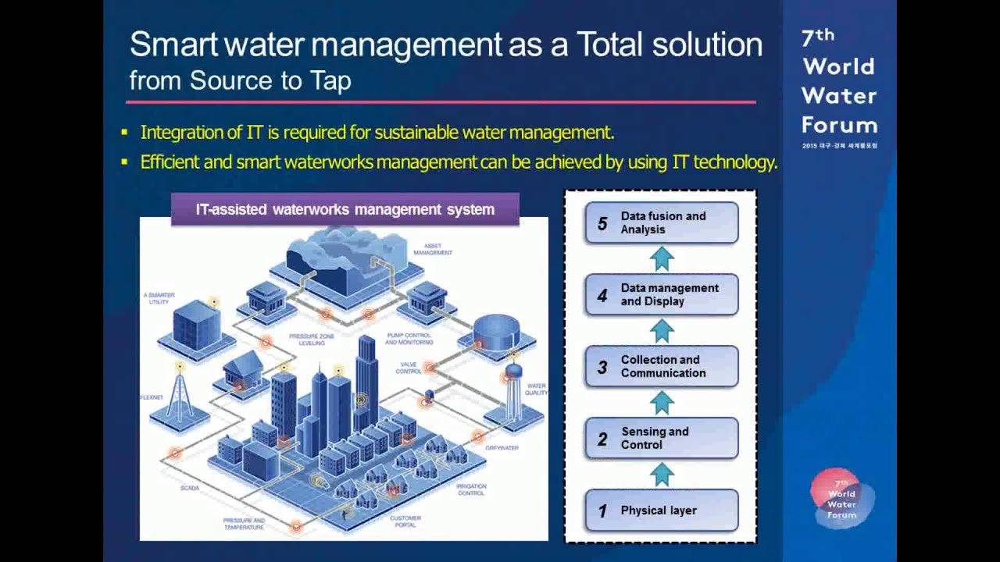 Smart water management as a Total solution
from Source to Tap
▪ Integration of IT is required for sustainable water management.
▪ Efficient and smart waterworks management can be achieved by using IT technology.
IT-assisted waterworks management system
ASSET
MANAGEMENT
A SMARTER
UTILITY
PRESSURE ZONE
LEVELING
PUMP CONTROL
AND MONITORING
VALVE
CONTROL
WATER
QUALITY
FLEXNET
GREYWATER
SCADA
IRRIGATION
CONTROL
PRESSURE AND
TEMPERATURE
CUSTOMER
PORTAL
5 Data fusion and
Analysis
4 Data management
and Display
3 Collection and
Communication
2 Sensing and
Control
1 Physical layer
7th
World
Water
Forum
2015 대구·경북 세계물포럼
7th
World
Water
Forum